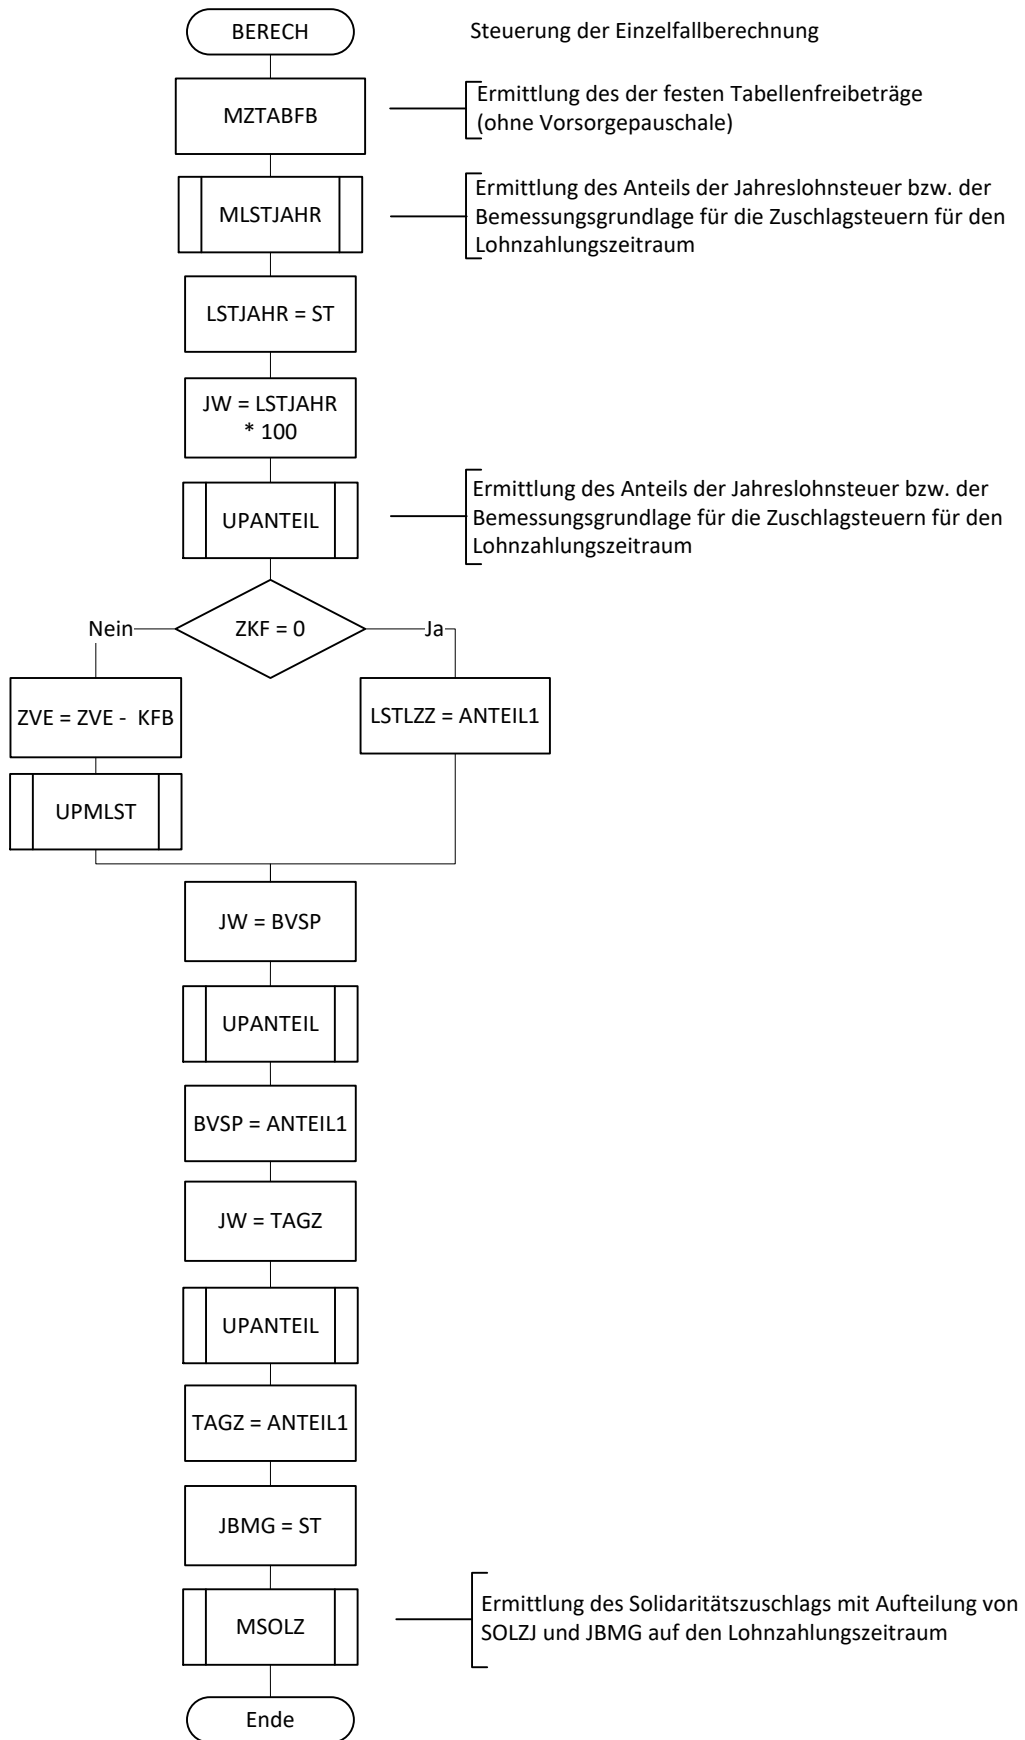 BERECH
Steuerung der Einzelfallberechnung
MZTABFB
Ermittlung des der festen Tabellenfreibeträge
(ohne Vorsorgepauschale)
MLSTJAHR
Ermittlung des Anteils der Jahreslohnsteuer bzw. der
Bemessungsgrundlage für die Zuschlagsteuern für den
Lohnzahlungszeitraum
LSTJAHR = ST
JW = LSTJAHR
* 100
UPANTEIL
Ermittlung des Anteils der Jahreslohnsteuer bzw. der
Bemessungsgrundlage für die Zuschlagsteuern für den
Lohnzahlungszeitraum
ZKF = 0
Nein
Ja
ZVE = ZVE - KFB
LSTLZZ = ANTEIL1
UPMLST
JW = BVSP
UPANTEIL
BVSP = ANTEIL1
JW = TAGZ
UPANTEIL
TAGZ = ANTEIL1
JBMG = ST
MSOLZ
Ermittlung des Solidaritätszuschlags mit Aufteilung von
SOLZJ und JBMG auf den Lohnzahlungszeitraum
Ende